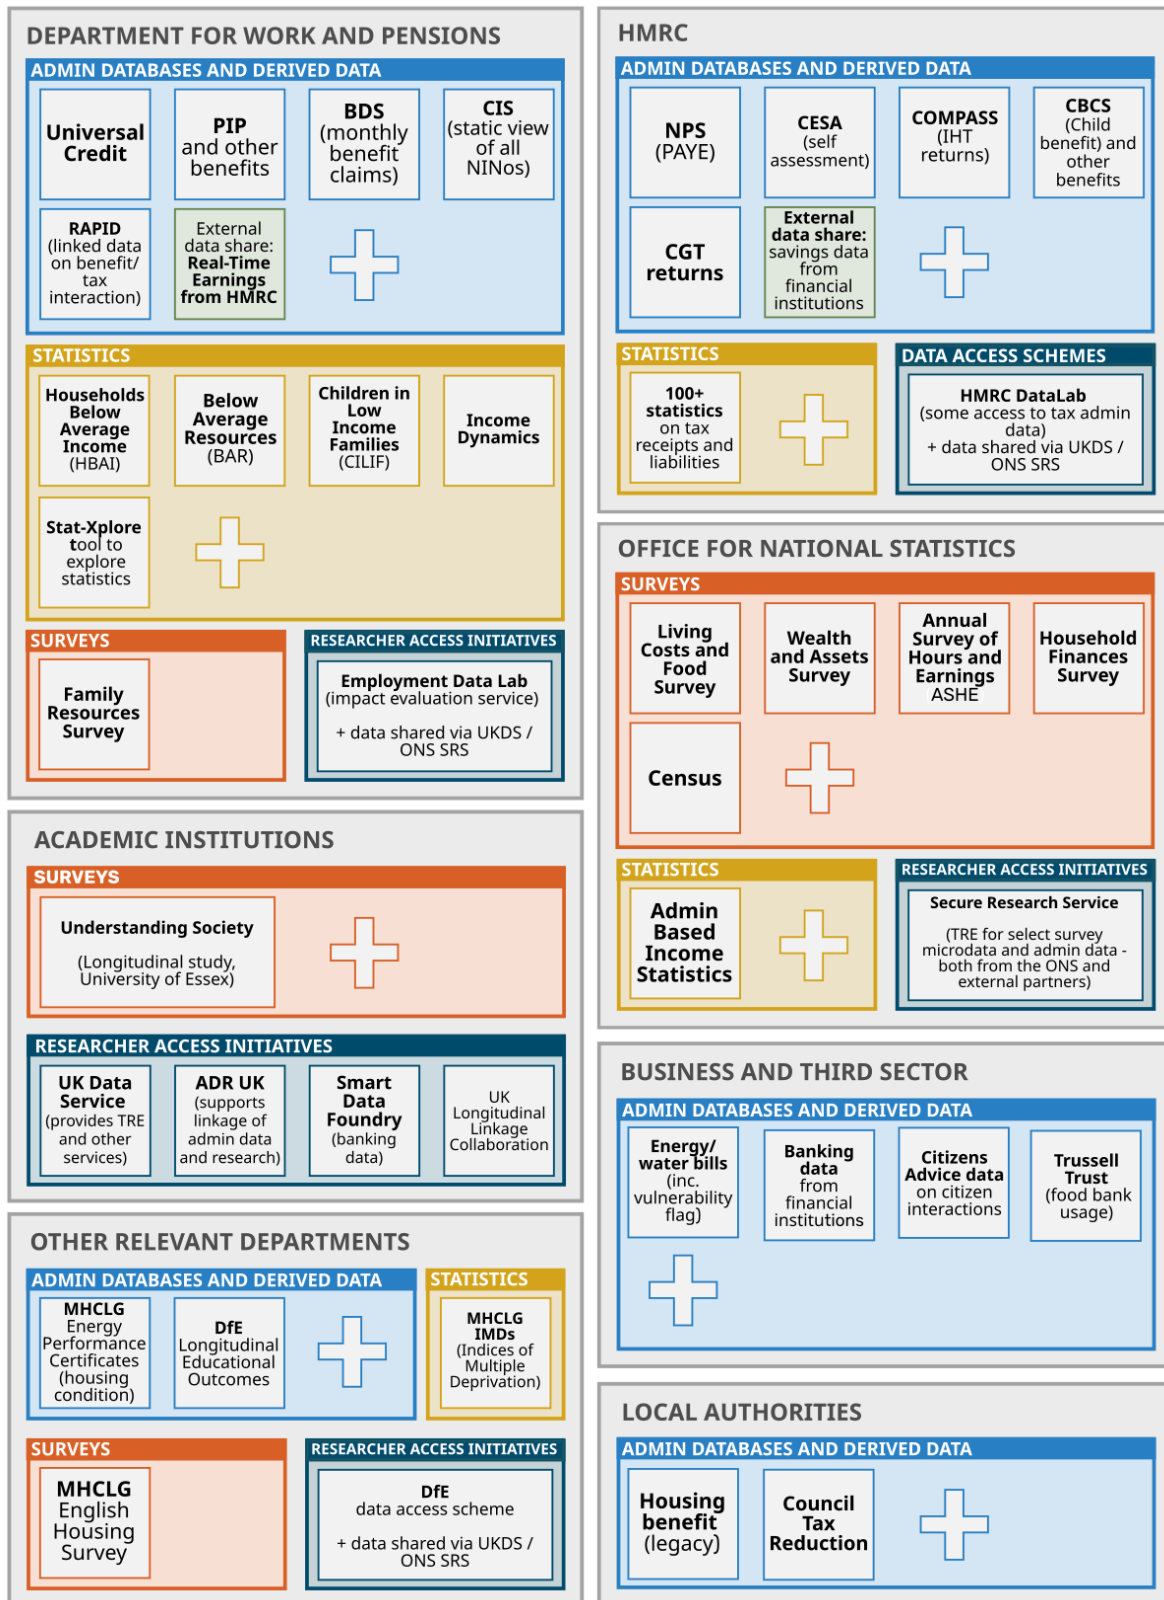 DEPARTMENT FOR WORK AND PENSIONS
ADMIN DATABASES AND DERIVED DATA
Universal
Credit
PIP
and other
benefits
BDS
(monthly
benefit
claims)
CIS
(static view
of all
NINos)
RAPID
(linked data
on benefit/
tax
interaction)
External
data share:
Real-Time
Earnings
from HMRC
STATISTICS
Households
Below
Average
Income
(HBAI)
Below
Average
Resources
(BAR)
Children in
Low
Income
Families
(CILIF)
Income
Dynamics
Stat-Xplore
tool to
explore
statistics
SURVEYS
Family
Resources
Survey
RESEARCHER ACCESS INITIATIVES
Employment Data Lab
(impact evaluation service)
+ data shared via UKDS /
ONS SRS
HMRC
ADMIN DATABASES AND DERIVED DATA
NPS
(PAYE)
CESA
(self
assessment)
COMPASS
(IHT
returns)
CBCS
(Child
benefit) and
other
benefits
CGT
returns
External
data share:
savings data
from
financial
institutions
STATISTICS
100+
statistics
on tax
receipts and
liabilities
DATA ACCESS SCHEMES
HMRC DataLab
(some access to tax admin
data)
+ data shared via UKDS /
ONS SRS
OFFICE FOR NATIONAL STATISTICS
SURVEYS
Living
Costs and
Food
Survey
Wealth
and Assets
Survey
Annual
Survey of
Hours and
Earnings
ASHE
Household
Finances
Survey
Census
STATISTICS
Admin
Based
Income
Statistics
RESEARCHER ACCESS INITIATIVES
Secure Research Service
(TRE for select survey
microdata and admin data -
both from the ONS and
external partners)
ACADEMIC INSTITUTIONS
SURVEYS
Understanding Society
(Longitudinal study,
University of Essex)
RESEARCHER ACCESS INITIATIVES
UK Data
Service
(provides TRE
and other
services)
ADR UK
(supports
linkage of
admin data
and research)
Smart
Data
Foundry
(banking
data)
UK
Longitudinal
Linkage
Collaboration
BUSINESS AND THIRD SECTOR
ADMIN DATABASES AND DERIVED DATA
Energy/
water bills
(inc.
vulnerability
flag)
Banking
data
from
financial
institutions
Citizens
Advice data
on citizen
interactions
Trussell
Trust
(food bank
usage)
OTHER RELEVANT DEPARTMENTS
ADMIN DATABASES AND DERIVED DATA
MHCLG
Energy
Performance
Certificates
(housing
condition)
DfE
Longitudinal
Educational
Outcomes
STATISTICS
MHCLG
IMDs
(Indices of
Multiple
Deprivation)
SURVEYS
MHCLG
English
Housing
Survey
RESEARCHER ACCESS INITIATIVES
DfE
data access scheme
+ data shared via UKDS /
ONS SRS
LOCAL AUTHORITIES
ADMIN DATABASES AND DERIVED DATA
Housing
benefit
(legacy)
Council
Tax
Reduction